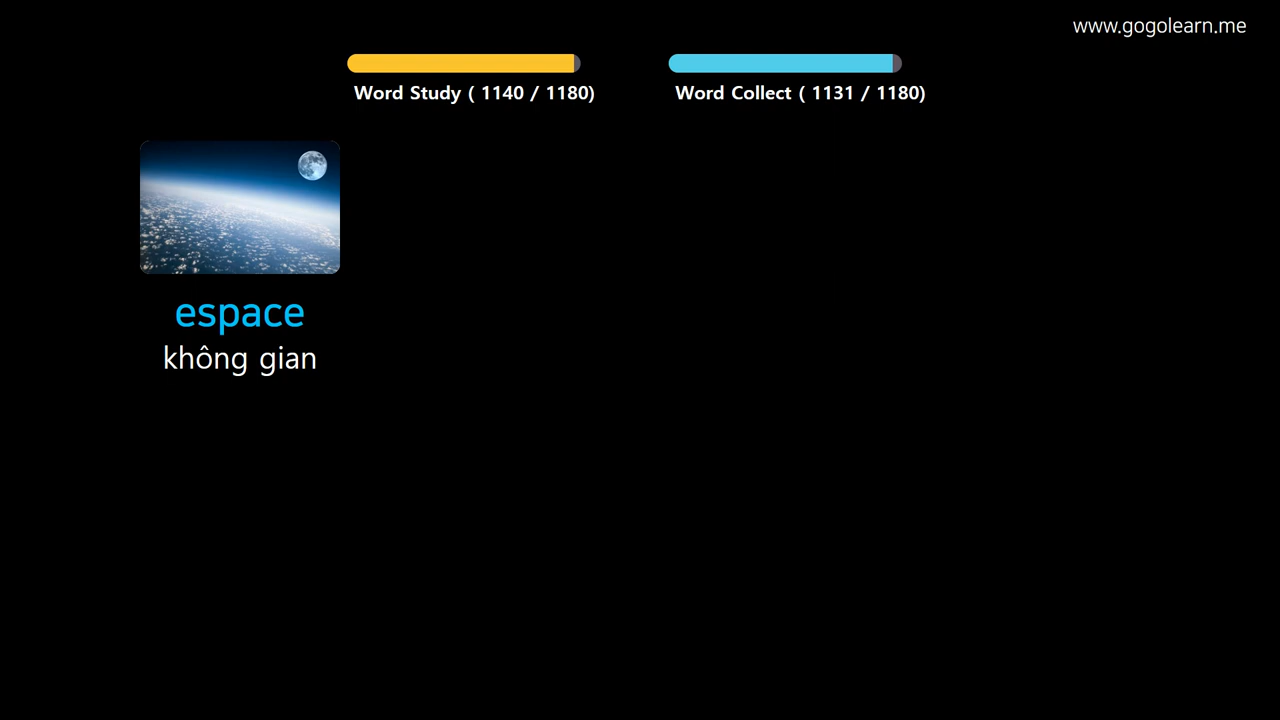 www.gogolearn.me
Word Study ( 1140 / 1180)
Word Collect ( 1131 / 1180)
espace
không gian